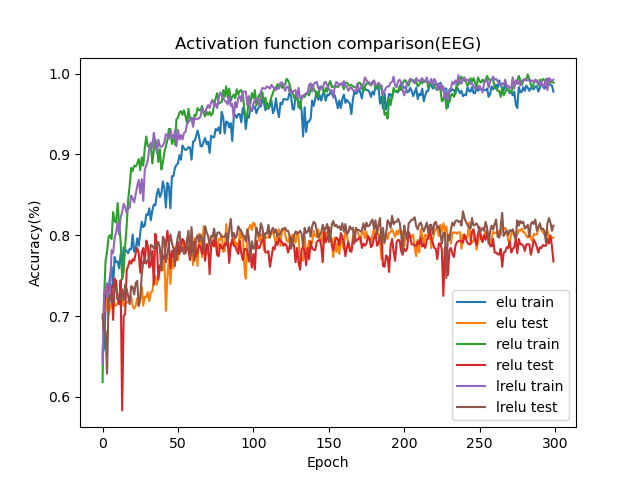 Activation function comparison(EEG)
Accuracy(%)
1.0
0.9
0.8
0.7
0.6
0 50 100 150 200 250 300
Epoch
elu train
elu test
relu train
relu test
lrelu train
lrelu test